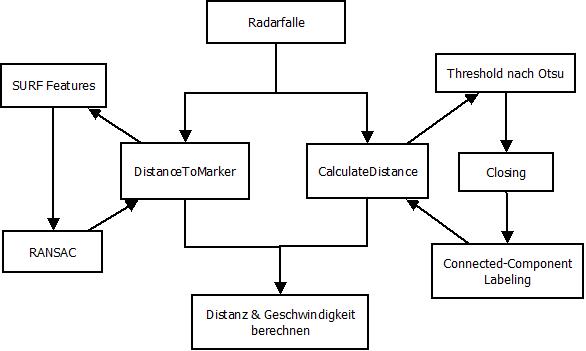 Radarfalle
SURF Features
Threshold nach Otsu
DistanceToMarker
CalculateDistance
Closing
RANSAC
Connected-Component
Labeling
Distanz & Geschwindigkeit
berechnen